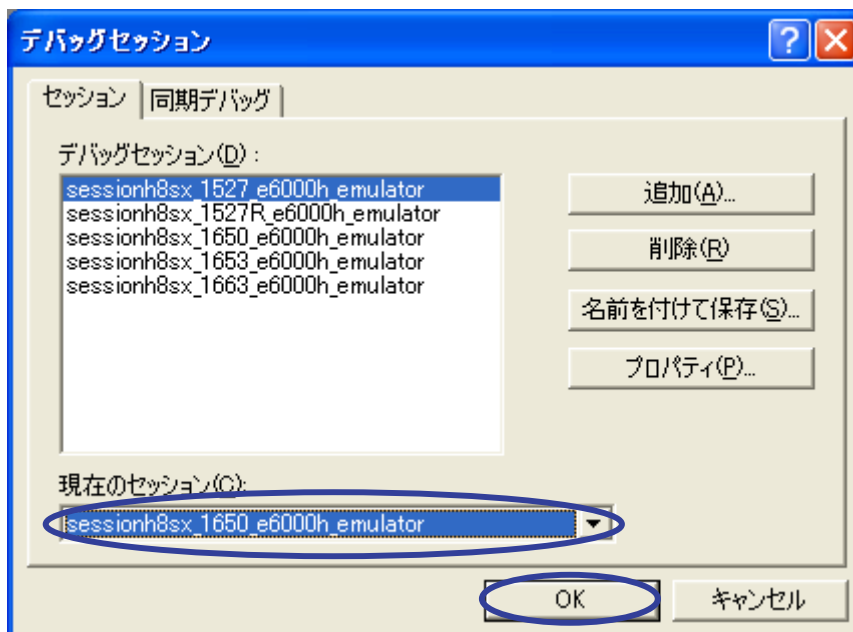 デバッグセッション
セッション
同期デバッグ
デバッグセッション(D) :
sessionh8sx_1527_e6000h_emulator
sessionh8sx_1527R_e6000h_emulator
sessionh8sx_1650_e6000h_emulator
sessionh8sx_1653_e6000h_emulator
sessionh8sx_1663_e6000h_emulator
追加(A)...
削除(R)
名前を付けて保存(S)...
プロパティ(P)...
現在のセッション(C):
sessionh8sx_1650_e6000h_emulator
OK
キャンセル